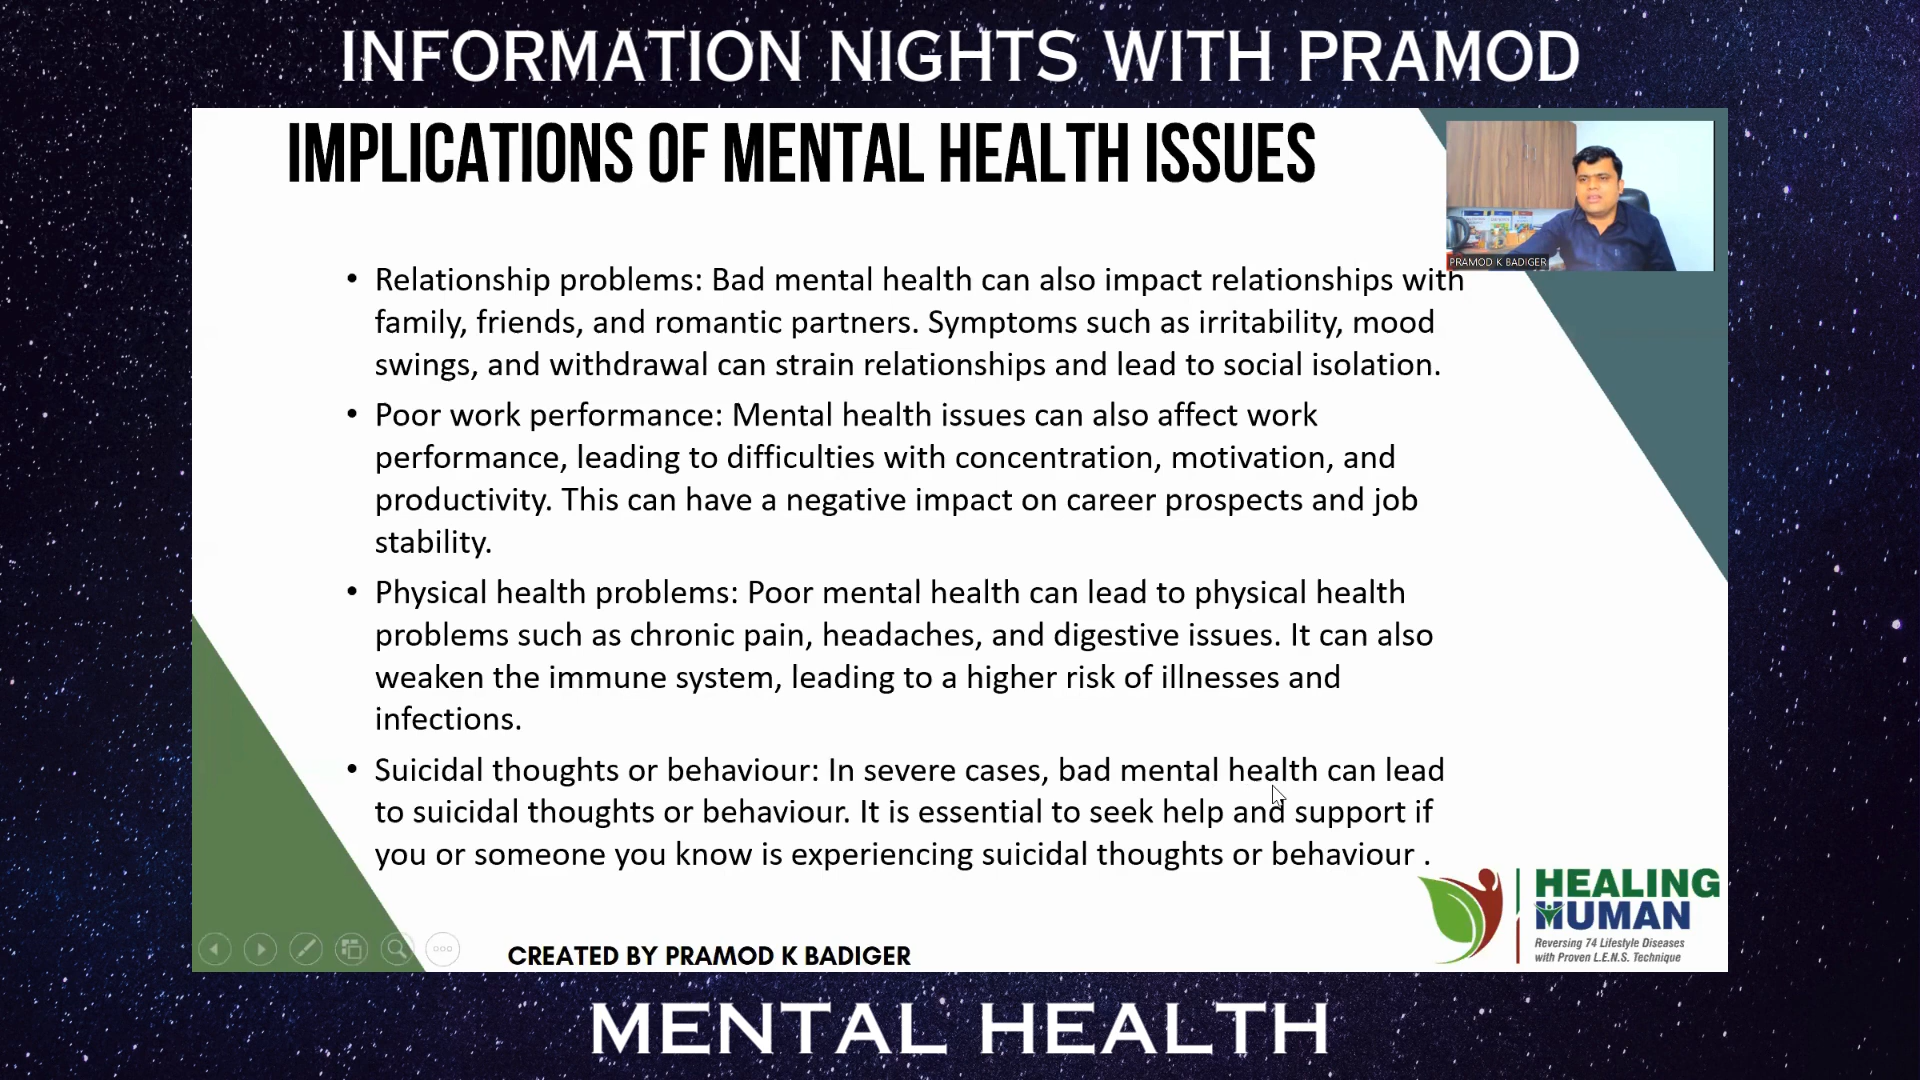 INFORMATION NIGHTS WITH PRAMOD
IMPLICATIONS OF MENTAL HEALTH ISSUES
PRAMOD K BADIGER
• Relationship problems: Bad mental health can also impact relationships with
family, friends, and romantic partners. Symptoms such as irritability, mood
swings, and withdrawal can strain relationships and lead to social isolation.
• Poor work performance: Mental health issues can also affect work
performance, leading to difficulties with concentration, motivation, and
productivity. This can have a negative impact on career prospects and job
stability.
• Physical health problems: Poor mental health can lead to physical health
problems such as chronic pain, headaches, and digestive issues. It can also
weaken the immune system, leading to a higher risk of illnesses and
infections.
• Suicidal thoughts or behaviour: In severe cases, bad mental health can lead
to suicidal thoughts or behaviour. It is essential to seek help and support if
you or someone you know is experiencing suicidal thoughts or behaviour .
HEALING
HUMAN
Reversing 74 Lifestyle Diseases
with Proven L.E.N.S. Technique
CREATED BY PRAMOD K BADIGER
MENTAL HEALTH